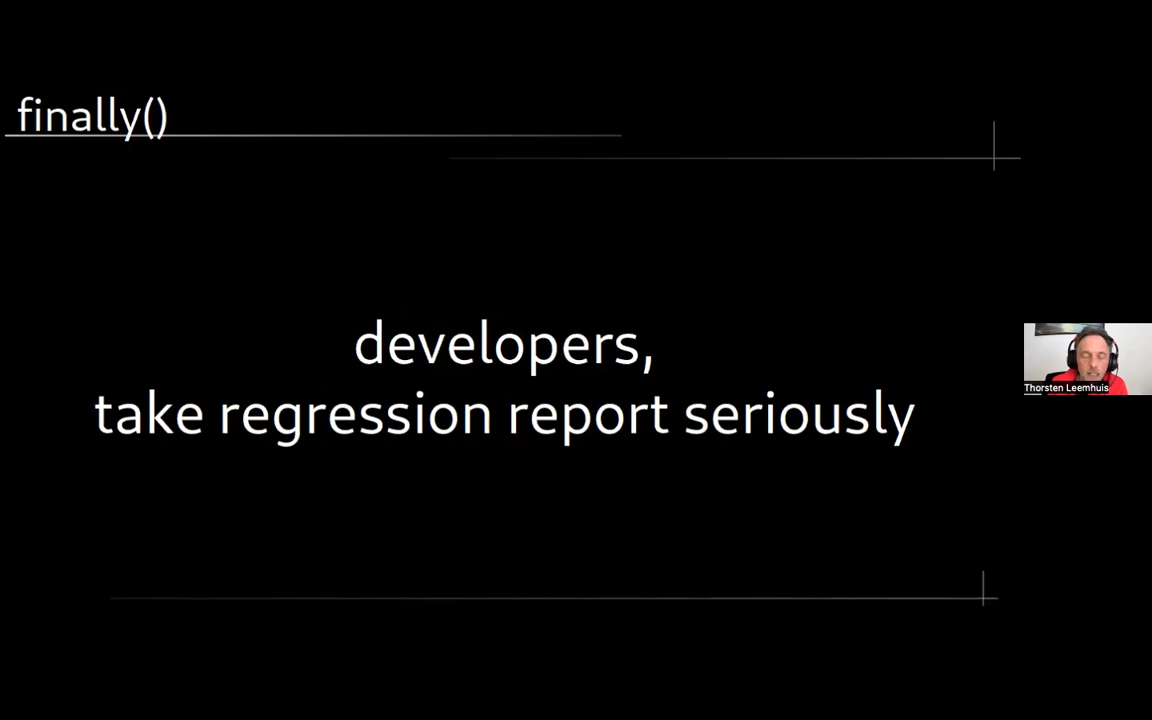 finally()
developers,
take regression report seriously
Thorsten Leemhuis